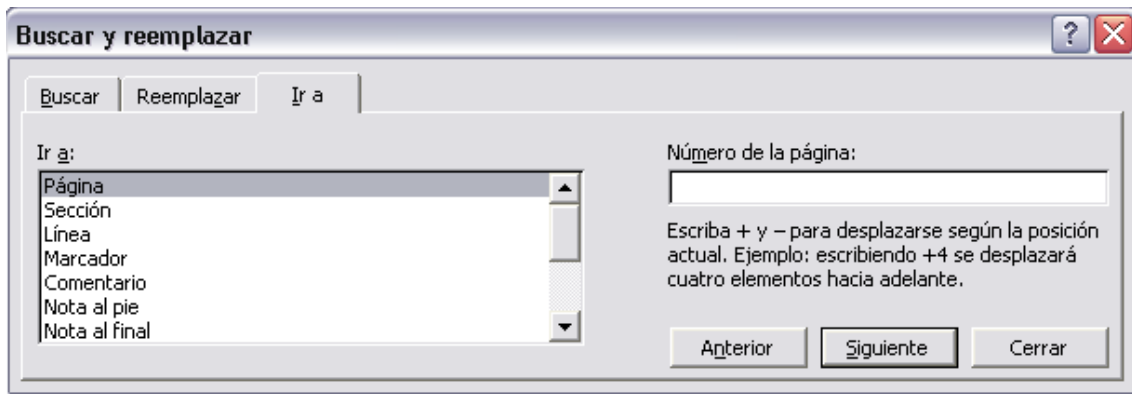 Buscar y reemplazar
?
Buscar
Reemplazar
Ir a
Ir a:
Página
Sección
Línea
Marcador
Comentario
Nota al pie
Nota al final
Número de la página:
Escriba + y – para desplazarse según la posición
actual. Ejemplo: escribiendo +4 se desplazará
cuatro elementos hacia adelante.
Anterior
Siguiente
Cerrar